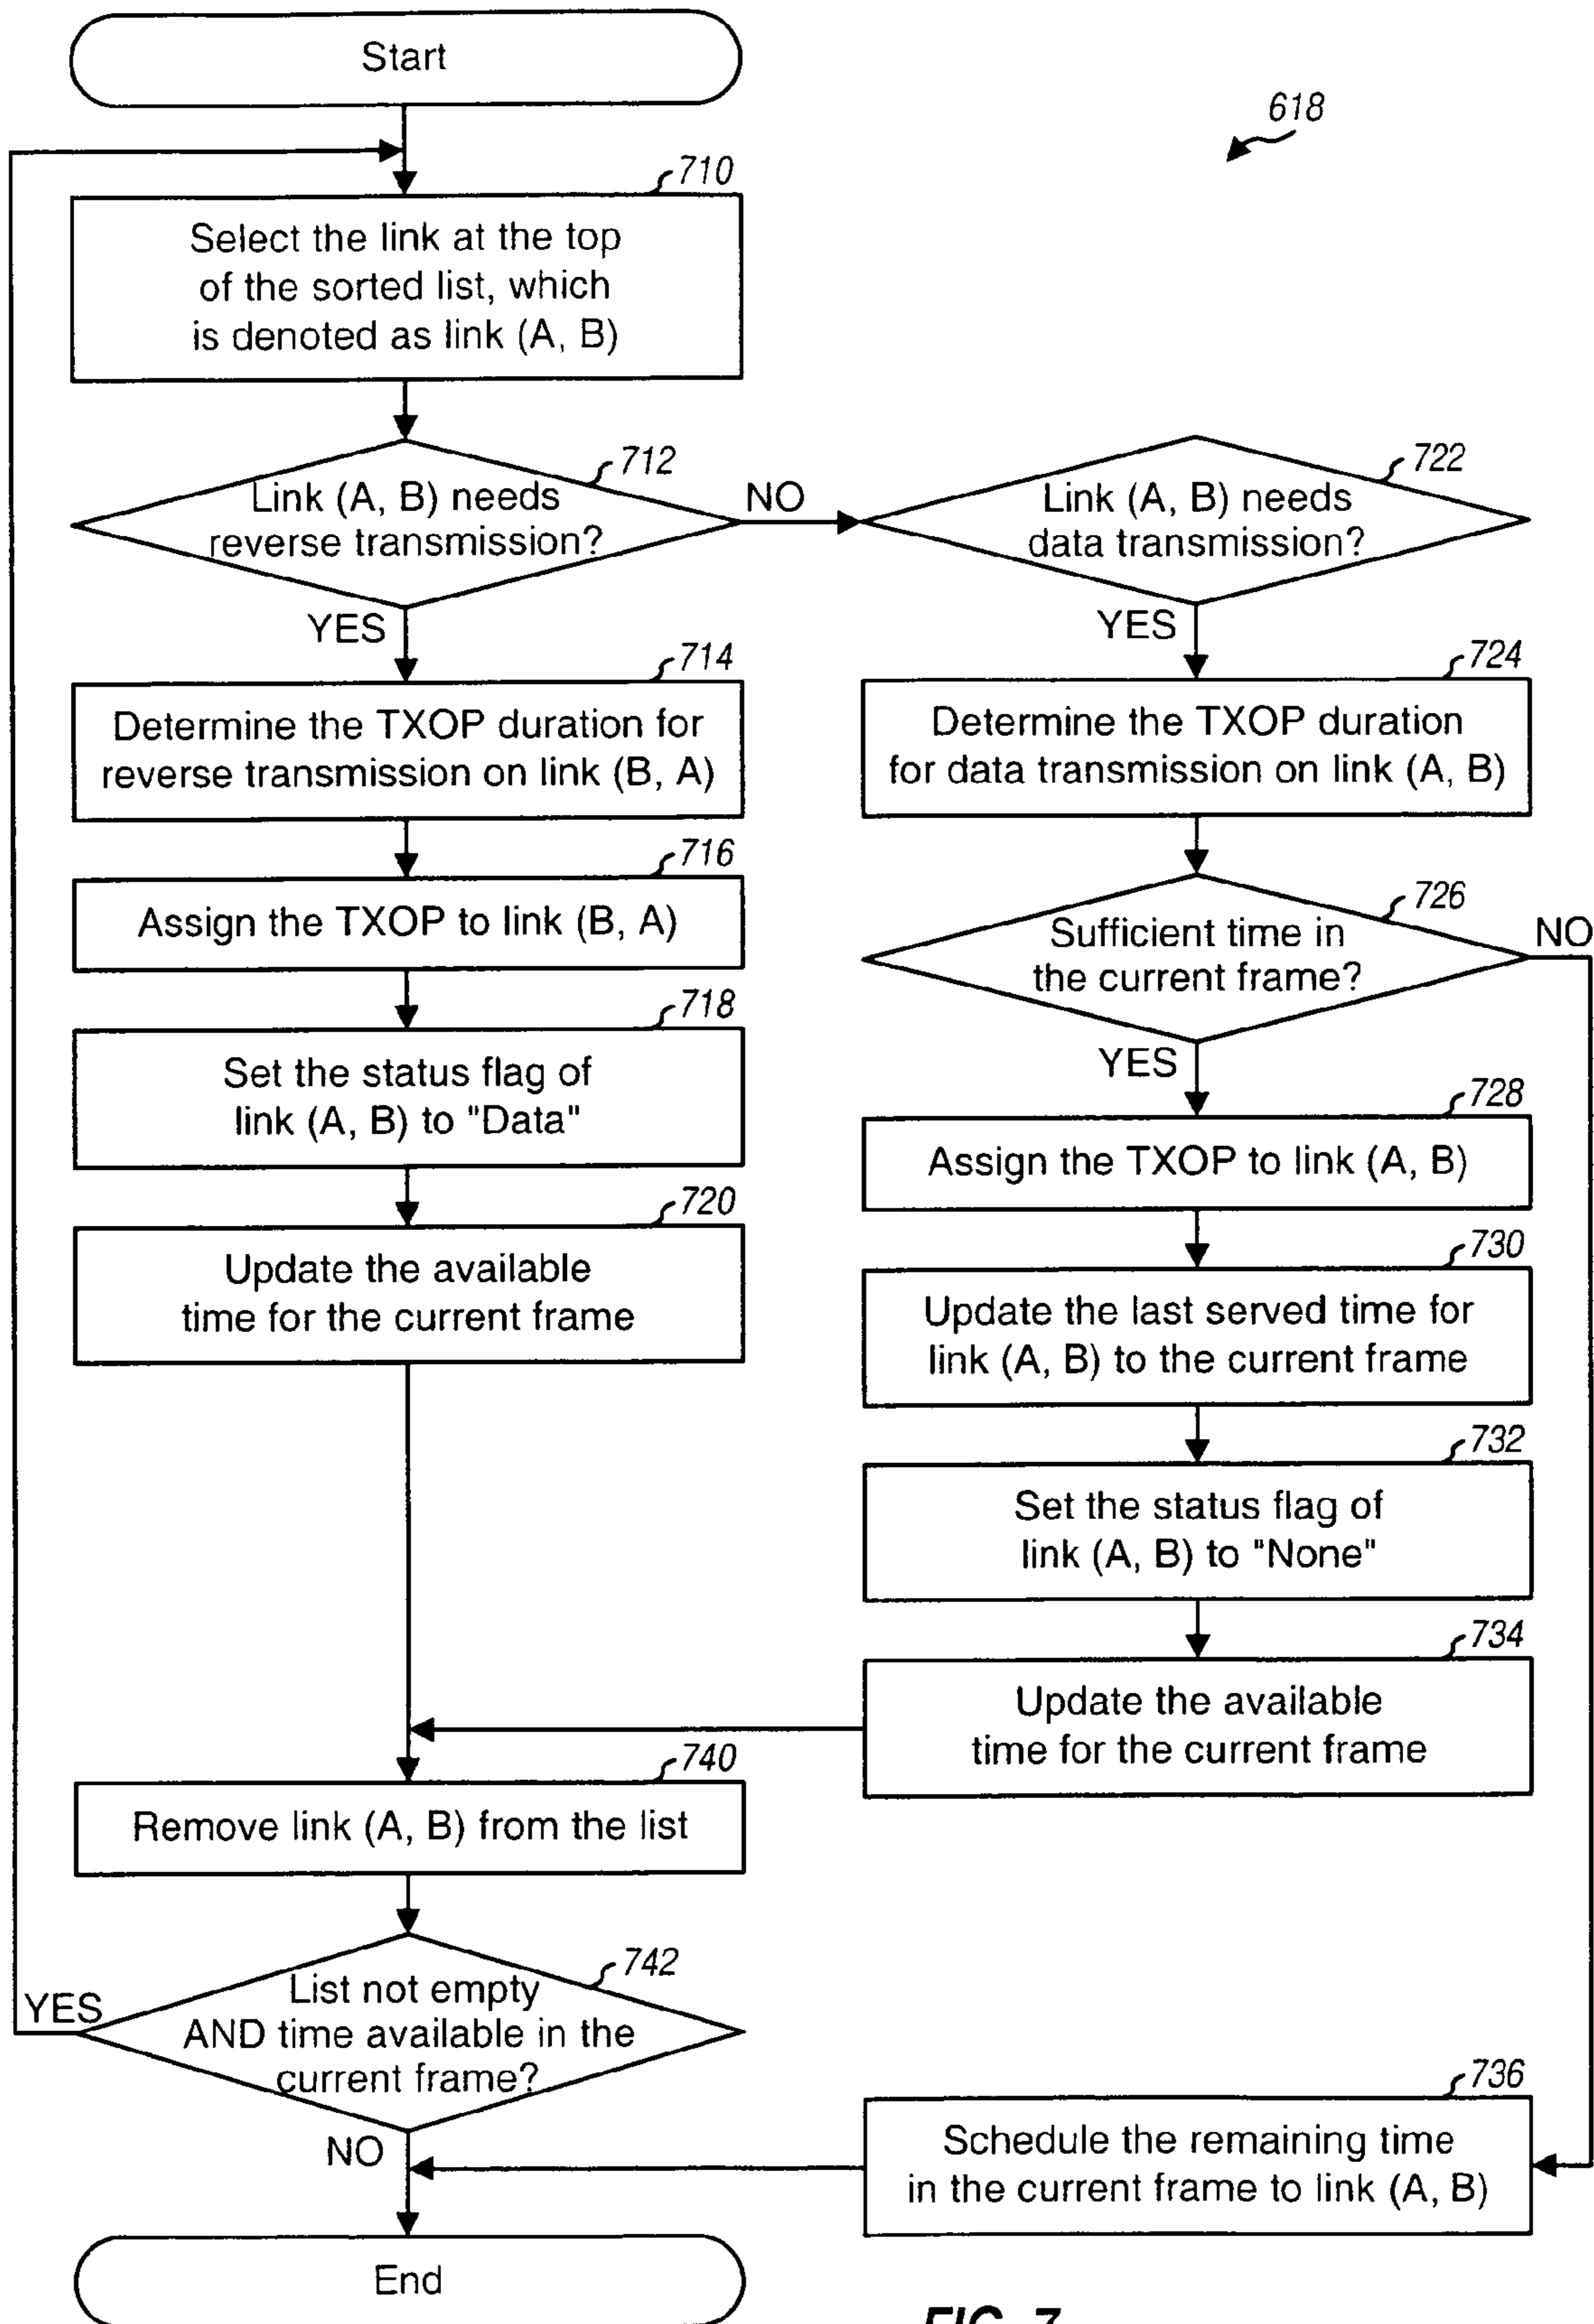 Start
618
710
Select the link at the top
of the sorted list, which
is denoted as link (A, B)
712
Link (A, B) needs
reverse transmission?
NO
YES
722
Link (A, B) needs
data transmission?
YES
714
Determine the TXOP duration for
reverse transmission on link (B, A)
724
Determine the TXOP duration
for data transmission on link (A, B)
716
Assign the TXOP to link (B, A)
726
Sufficient time in
the current frame?
NO
YES
718
Set the status flag of
link (A, B) to "Data"
728
Assign the TXOP to link (A, B)
720
Update the available
time for the current frame
730
Update the last served time for
link (A, B) to the current frame
732
Set the status flag of
link (A, B) to "None"
734
Update the available
time for the current frame
740
Remove link (A, B) from the list
742
List not empty
AND time available in the
current frame?
YES
NO
736
Schedule the remaining time
in the current frame to link (A, B)
End
FIG. 7